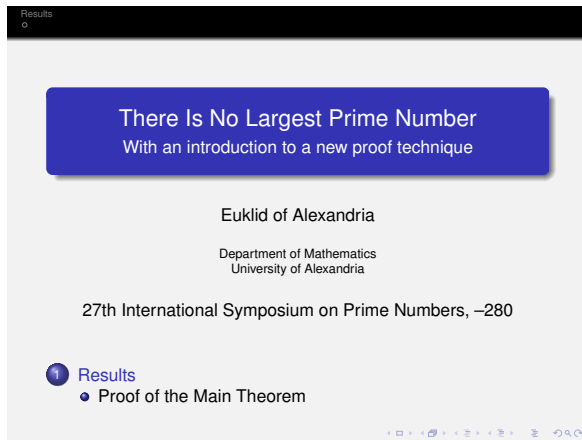 Results
There Is No Largest Prime Number
With an introduction to a new proof technique
Euklid of Alexandria
Department of Mathematics
University of Alexandria
27th International Symposium on Prime Numbers, –280
1 Results
Proof of the Main Theorem